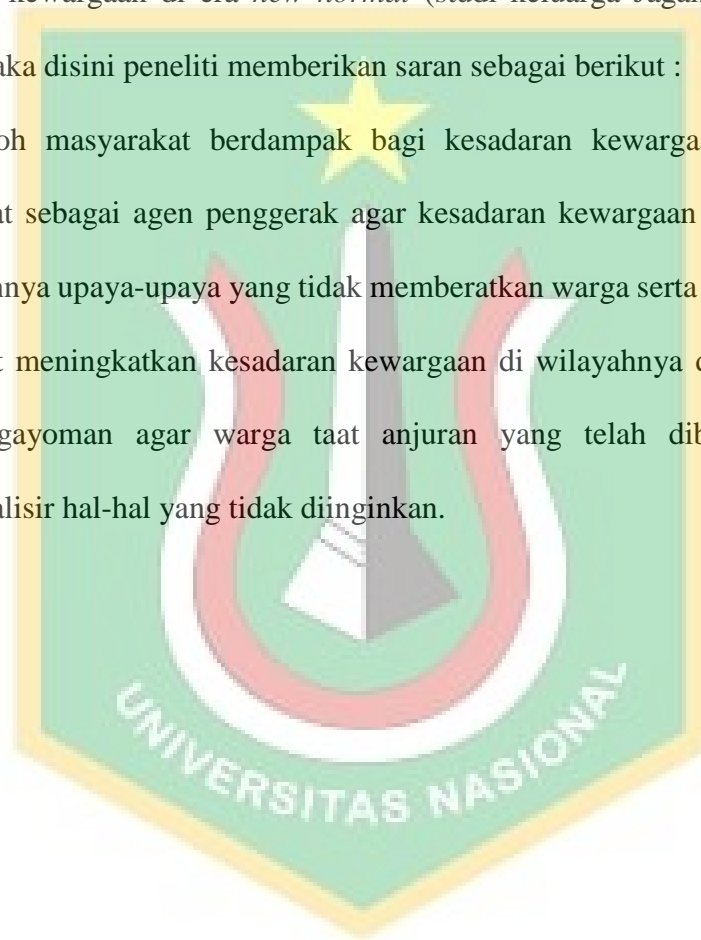 kewargaan di era new normal (studi keluarga Jagak
aka disini peneliti memberikan saran sebagai berikut :
oh masyarakat berdampak bagi kesadaran kewarga
at sebagai agen penggerak agar kesadaran kewargaan
nnya upaya-upaya yang tidak memberatkan warga serta
t meningkatkan kesadaran kewargaan di wilayahnya d
gayoman agar warga taat anjuran yang telah dib
alisir hal-hal yang tidak diinginkan.
UNIVERSITAS NASIONAL